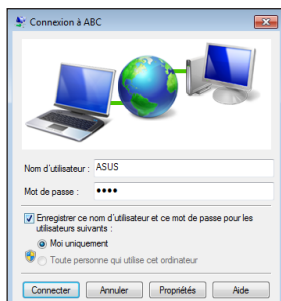 Connexion à ABC
Nom d'utilisateur : ASUS
Mot de passe : ••••
Enregistrer ce nom d'utilisateur et ce mot de passe pour les
utilisateurs suivants :
Moi uniquement
Toute personne qui utilise cet ordinateur
Connecter Annuler Propriétés Aide